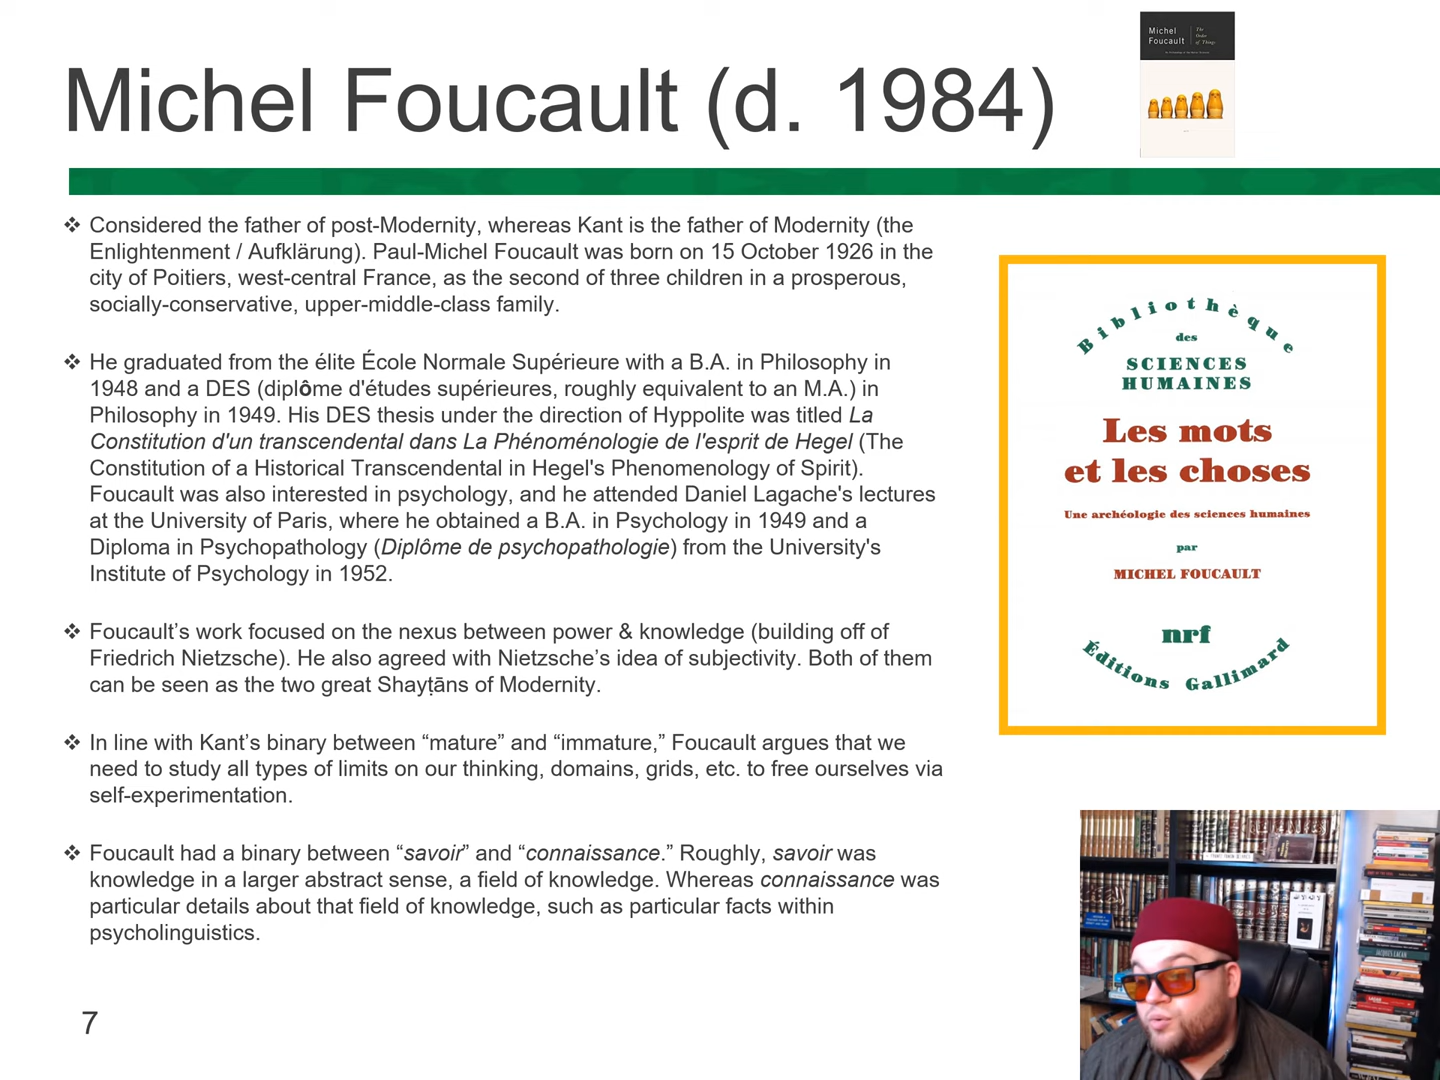 Michel Foucault (d. 1984)
Michel
Foucault
The
Order
of Things
❖ Considered the father of post-Modernity, whereas Kant is the father of Modernity (the
Enlightenment / Aufklärung). Paul-Michel Foucault was born on 15 October 1926 in the
city of Poitiers, west-central France, as the second of three children in a prosperous,
socially-conservative, upper-middle-class family.
❖ He graduated from the élite École Normale Supérieure with a B.A. in Philosophy in
1948 and a DES (diplôme d'études supérieures, roughly equivalent to an M.A.) in
Philosophy in 1949. His DES thesis under the direction of Hyppolite was titled La
Constitution d'un transcendental dans La Phénoménologie de l'esprit de Hegel (The
Constitution of a Historical Transcendental in Hegel's Phenomenology of Spirit).
Foucault was also interested in psychology, and he attended Daniel Lagache's lectures
at the University of Paris, where he obtained a B.A. in Psychology in 1949 and a
Diploma in Psychopathology (Diplôme de psychopathologie) from the University's
Institute of Psychology in 1952.
❖ Foucault’s work focused on the nexus between power & knowledge (building off of
Friedrich Nietzsche). He also agreed with Nietzsche’s idea of subjectivity. Both of them
can be seen as the two great Shayṭāns of Modernity.
❖ In line with Kant’s binary between “mature” and “immature,” Foucault argues that we
need to study all types of limits on our thinking, domains, grids, etc. to free ourselves via
self-experimentation.
❖ Foucault had a binary between “savoir” and “connaissance.” Roughly, savoir was
knowledge in a larger abstract sense, a field of knowledge. Whereas connaissance was
particular details about that field of knowledge, such as particular facts within
psycholinguistics.
7
Bibliothèque
des
SCIENCES
HUMAINES
Les mots
et les choses
Une archéologie des sciences humaines
par
MICHEL FOUCAULT
nrf
Éditions Gallimard
JACQUES LACAN